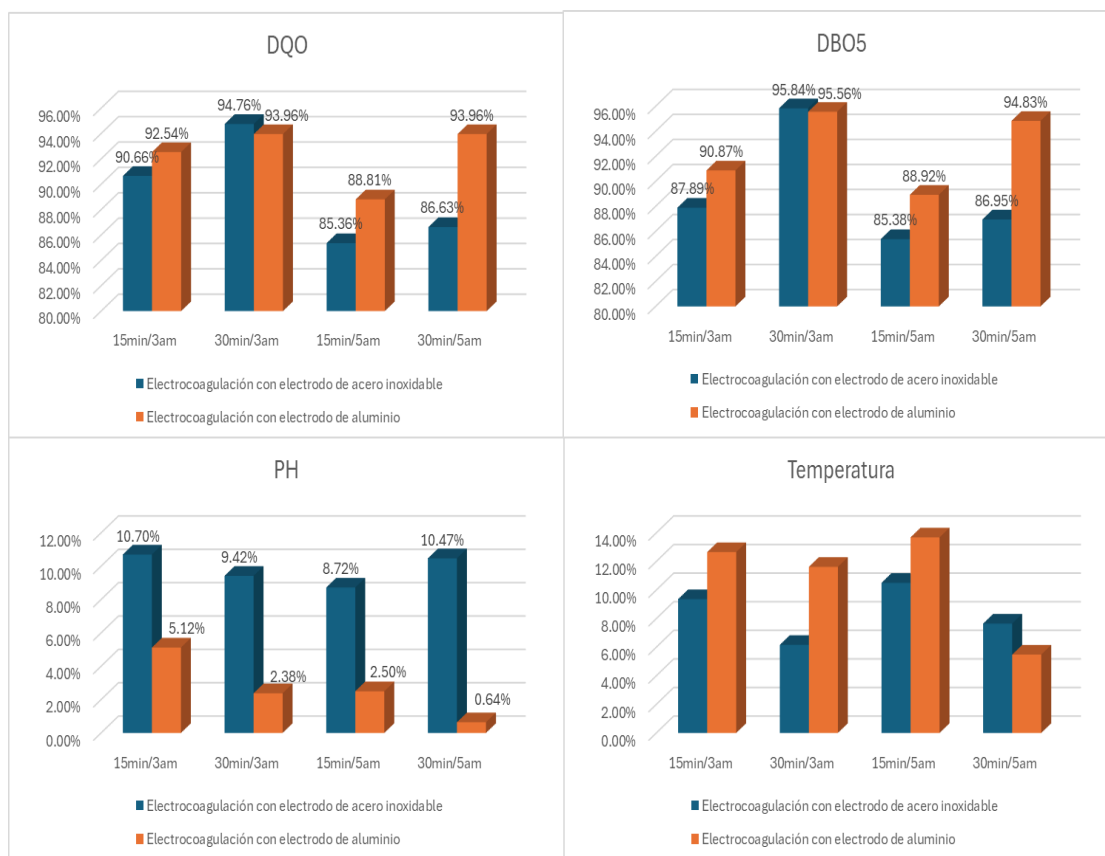 DQO
96.00%
94.00%
92.00%
90.00%
88.00%
86.00%
84.00%
82.00%
80.00%
90.66%
92.54%
94.76%
93.96%
85.36%
88.81%
86.63%
93.96%
15min/3am
30min/3am
15min/5am
30min/5am
Electrocoagulación con electrodo de acero inoxidable
Electrocoagulación con electrodo de aluminio
DBO5
96.00%
94.00%
92.00%
90.00%
88.00%
86.00%
84.00%
82.00%
80.00%
87.89%
90.87%
95.84%
95.56%
85.38%
88.92%
86.95%
94.83%
15min/3am
30min/3am
15min/5am
30min/5am
Electrocoagulación con electrodo de acero inoxidable
Electrocoagulación con electrodo de aluminio
PH
12.00%
10.00%
8.00%
6.00%
4.00%
2.00%
0.00%
10.70%
5.12%
9.42%
2.38%
8.72%
2.50%
10.47%
0.64%
15min/3am
30min/3am
15min/5am
30min/5am
Electrocoagulación con electrodo de acero inoxidable
Electrocoagulación con electrodo de aluminio
Temperatura
14.00%
12.00%
10.00%
8.00%
6.00%
4.00%
2.00%
0.00%
15min/3am
30min/3am
15min/5am
30min/5am
Electrocoagulación con electrodo de acero inoxidable
Electrocoagulación con electrodo de aluminio